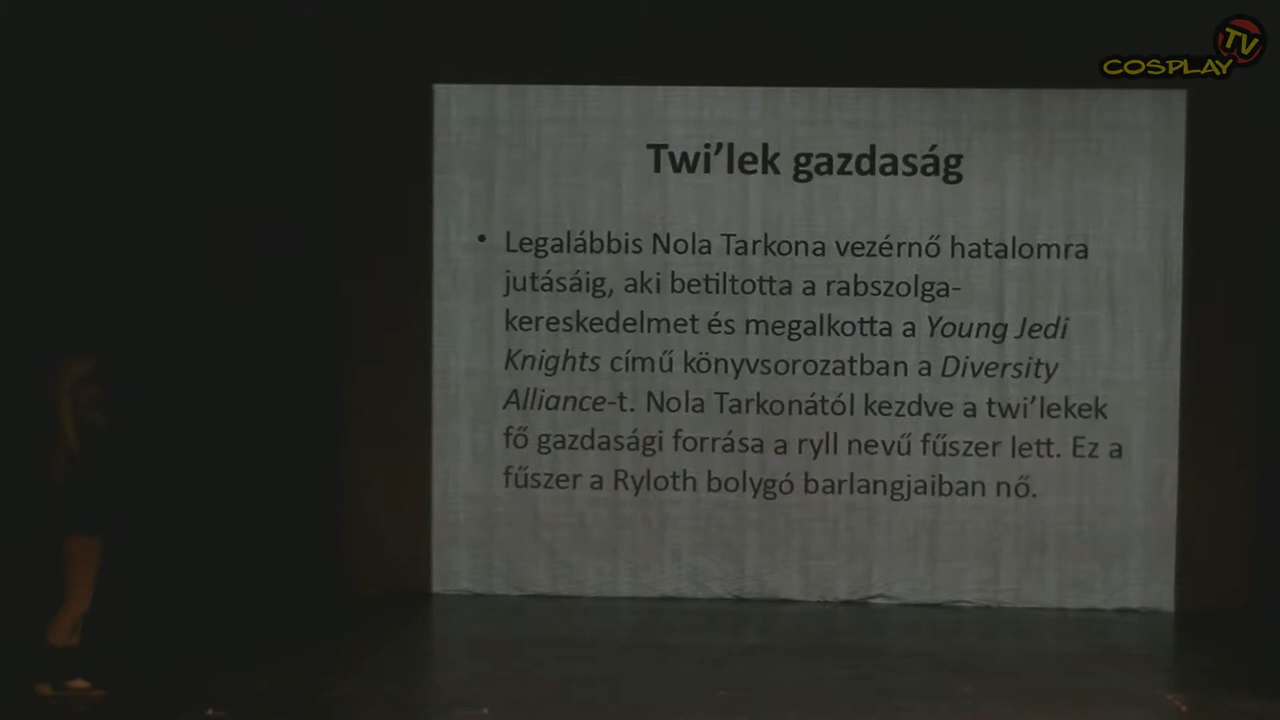 TV
COSPLAY
Twi’lek gazdaság
• Legalábbis Nola Tarkona vezérnő hatalomra
jutásáig, aki betiltotta a rabszolga-
kereskedelmet és megalkotta a Young Jedi
Knights című könyvsorozatban a Diversity
Alliance-t. Nola Tarkonától kezdve a twi’lekek
fő gazdasági forrása a ryll nevű fűszer lett. Ez a
fűszer a Ryloth bolygó barlangjaiban nő.